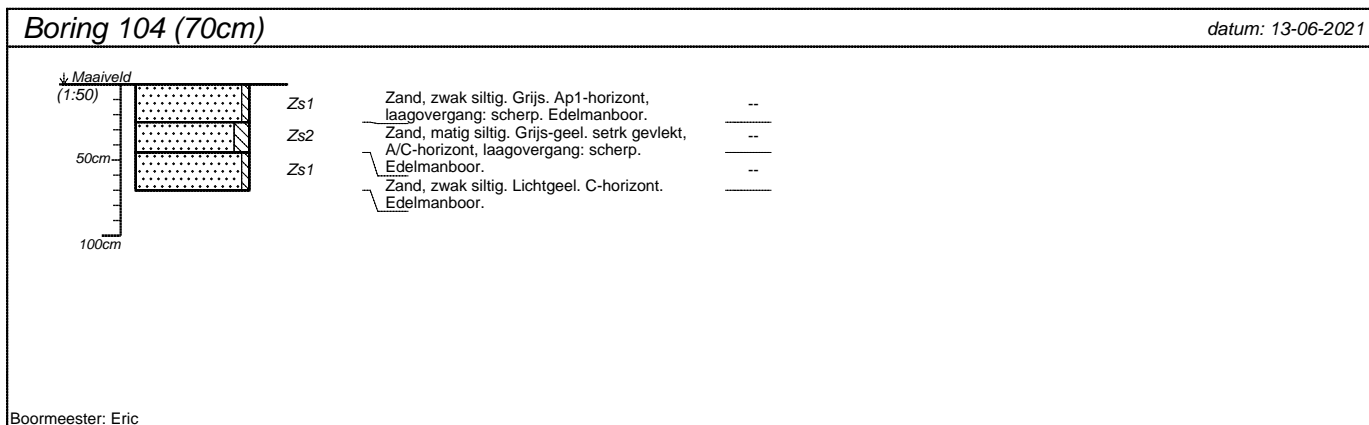 Boring 104 (70cm)
datum: 13-06-2021
Maaiveld
(1:50)
Zs1
Zand, zwak siltig. Grijs. Ap1-horizont,
laagovergang: scherp. Edelmanboor.
--
Zs2
Zand, matig siltig. Grijs-geel. setrk gevlekt,
A/C-horizont, laagovergang: scherp.
Edelmanboor.
--
50cm
Zs1
Zand, zwak siltig. Lichtgeel. C-horizont.
Edelmanboor.
--
100cm
Boormeester: Eric